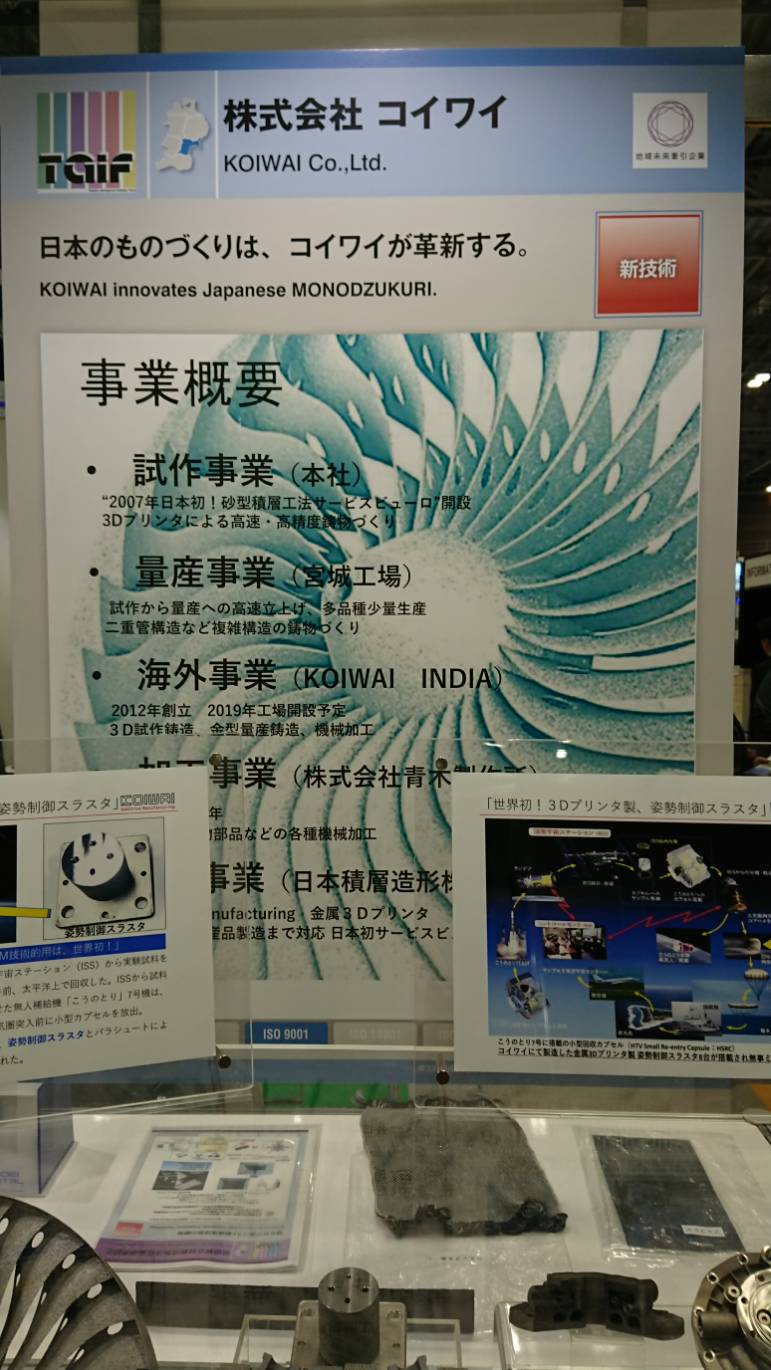 TAIF
株式会社 コイワイ
KOIWAI Co.,Ltd.
地域未来牽引企業
日本のものづくりは、コイワイが革新する。
KOIWAI innovates Japanese MONODZUKURI.
新技術
事業概要
• 試作事業（本社）
“2007年日本初！砂型積層工法サービスビューロ”開設
3Dプリンタによる高速・高精度鋳物づくり
• 量産事業（宮城工場）
試作から量産への高速立上げ、多品種少量生産
二重管構造など複雑構造の鋳物づくり
• 海外事業（KOIWAI INDIA）
2012年創立 2019年工場開設予定
３Ｄ試作鋳造、金型量産鋳造、機械加工
加工事業（株式会社青木製作所）
年
部品などの各種機械加工
事業（日本積層造形株
nufacturing 金属３Ｄプリンタ
産品製造まで対応 日本初サービスビ
ISO 9001
ISO 14001
姿勢制御スラスタ」
KOIWAI
姿勢制御スラスタ
M技術的用は、世界初！」
宙ステーション（ISS）から実験試料を
前、太平洋上で回収した。ISSから試料
せた無人補給機「こうのとり」7号機は、
気圏突入前に小型カプセルを放出。
姿勢制御スラスタとパラシュートによ
れた。
「世界初！３Ｄプリンタ製、姿勢制御スラスタ」
こうのとり7号に搭載の小型回収カプセル（HTV Small Re-entry Capsule：HSRC）
コイワイにて製造した金属3Dプリンタ製 姿勢制御スラスタ8台が搭載され無事ミ
INFORMAT